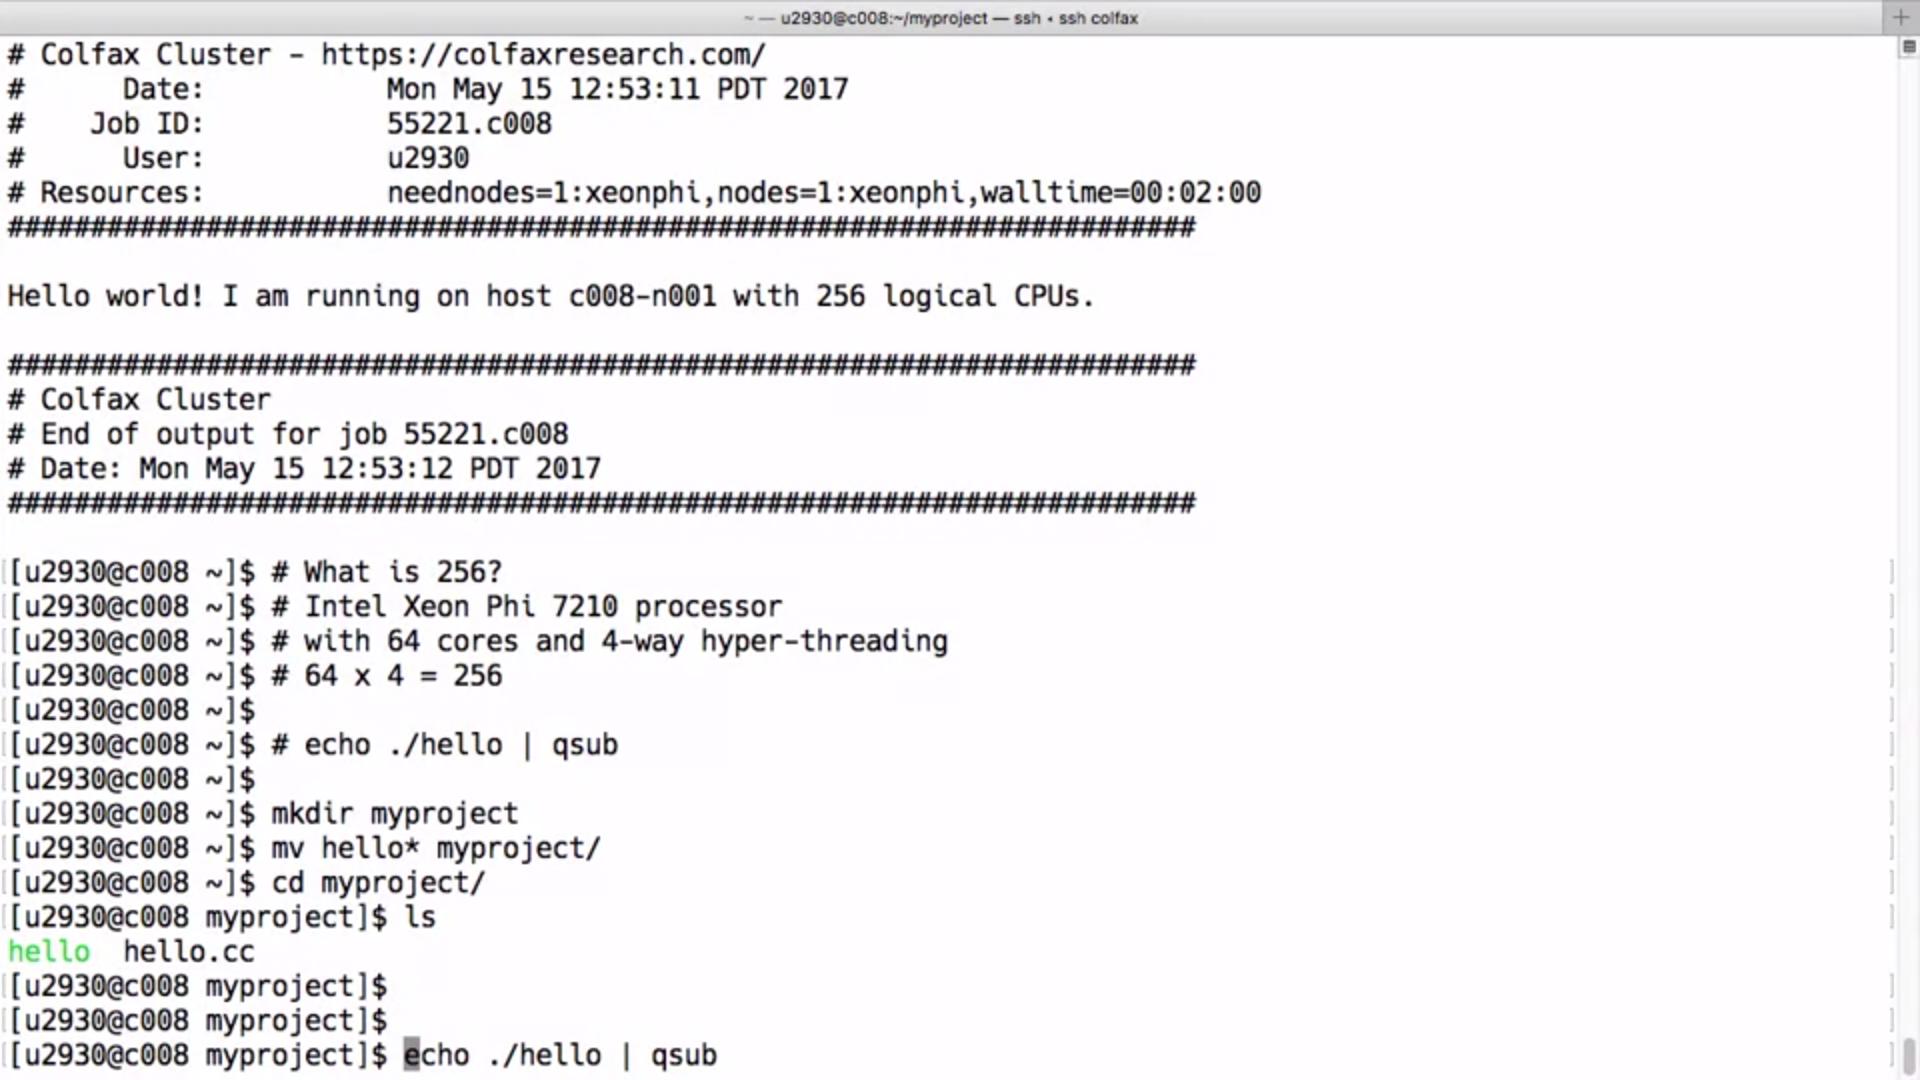 ~ — u2930@c008:~/myproject — ssh • ssh colfax
# Colfax Cluster - https://colfaxresearch.com/
#      Date:           Mon May 15 12:53:11 PDT 2017
#    Job ID:           55221.c008
#      User:           u2930
# Resources:           neednodes=1:xeonphi,nodes=1:xeonphi,walltime=00:02:00
########################################################################
Hello world! I am running on host c008-n001 with 256 logical CPUs.
########################################################################
# Colfax Cluster
# End of output for job 55221.c008
# Date: Mon May 15 12:53:12 PDT 2017
########################################################################
[u2930@c008 ~]$ # What is 256?
[u2930@c008 ~]$ # Intel Xeon Phi 7210 processor
[u2930@c008 ~]$ # with 64 cores and 4-way hyper-threading
[u2930@c008 ~]$ # 64 x 4 = 256
[u2930@c008 ~]$
[u2930@c008 ~]$ # echo ./hello | qsub
[u2930@c008 ~]$
[u2930@c008 ~]$ mkdir myproject
[u2930@c008 ~]$ mv hello* myproject/
[u2930@c008 ~]$ cd myproject/
[u2930@c008 myproject]$ ls
hello  hello.cc
[u2930@c008 myproject]$
[u2930@c008 myproject]$
[u2930@c008 myproject]$ echo ./hello | qsub